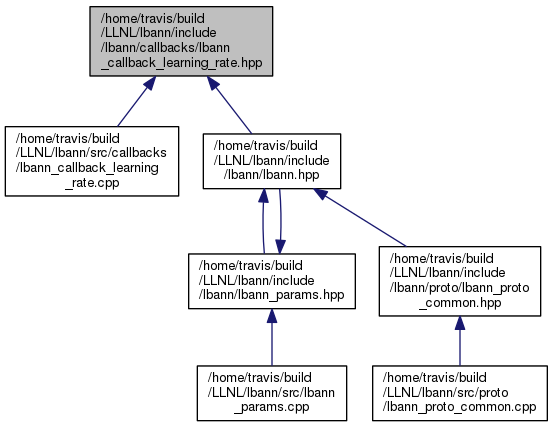 /home/travis/build
/LLNL/lbann/include
/lbann/callbacks/lbann
_callback_learning_rate.hpp
/home/travis/build
/LLNL/lbann/src/callbacks
/lbann_callback_learning
_rate.cpp
/home/travis/build
/LLNL/lbann/include
/lbann/lbann.hpp
/home/travis/build
/LLNL/lbann/include
/lbann/lbann_params.hpp
/home/travis/build
/LLNL/lbann/include
/lbann/proto/lbann_proto
_common.hpp
/home/travis/build
/LLNL/lbann/src/lbann
_params.cpp
/home/travis/build
/LLNL/lbann/src/proto
/lbann_proto_common.cpp